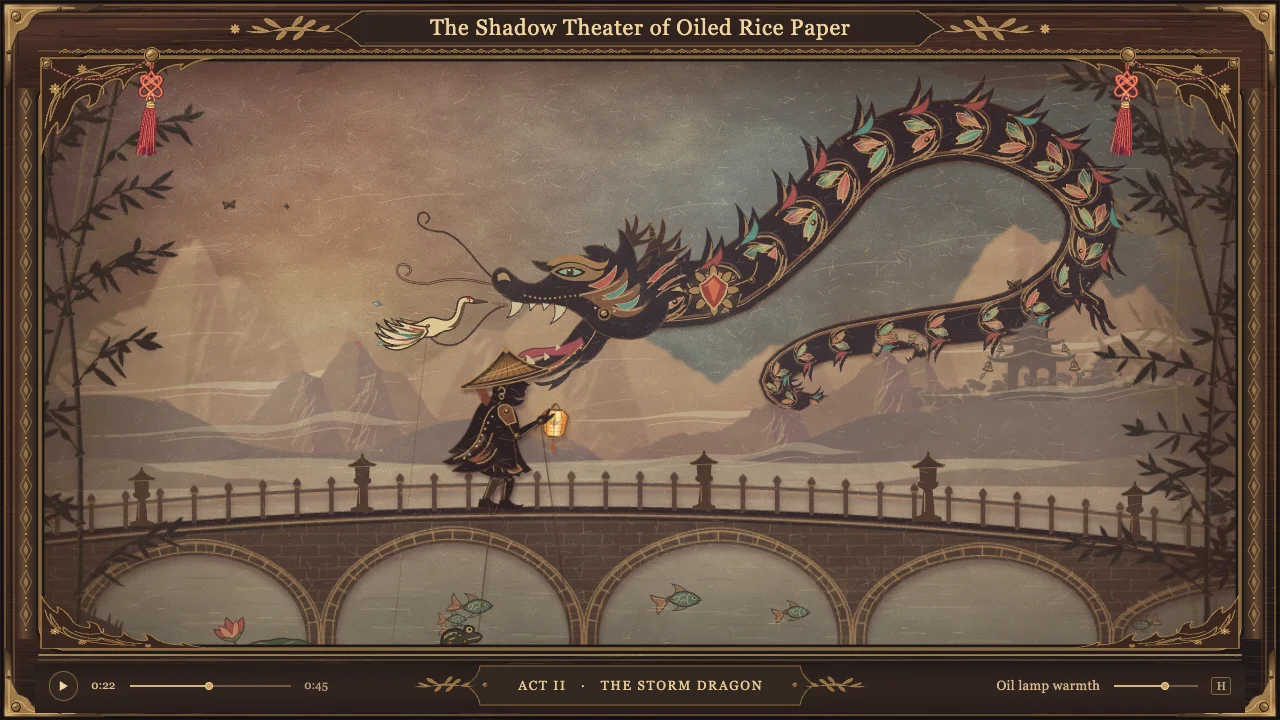 The Shadow Theater of Oiled Rice Paper
0:22
0:45
ACT II · THE STORM DRAGON
Oil lamp warmth
H